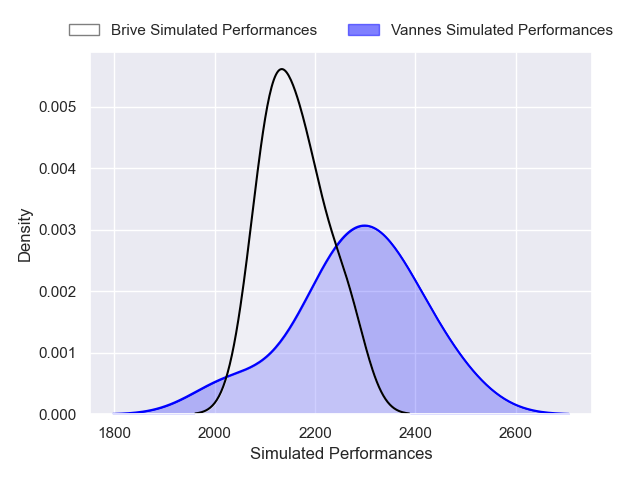 Brive Simulated Performances Vannes Simulated Performances
0.005
0.004
0.003
0.002
0.001
0.000
Density
1800 2000 2200 2400 2600
Simulated Performances